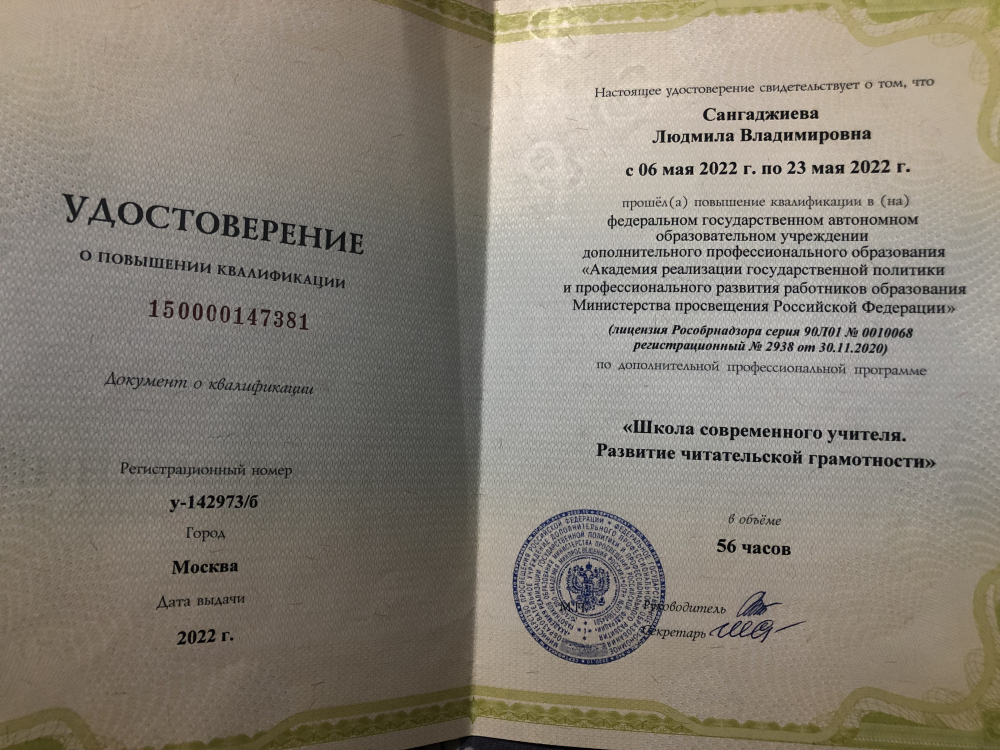 УДОСТОВЕРЕНИЕ
О ПОВЫШЕНИИ КВАЛИФИКАЦИИ
150000147381
Документ о квалификации
Регистрационный номер
у-142973/б
Город
Москва
Дата выдачи
2022 г.
Настоящее удостоверение свидетельствует о том, что
Сангаджиева
Людмила Владимировна
с 06 мая 2022 г. по 23 мая 2022 г.
прошёл(а) повышение квалификации в (на)
федеральном государственном автономном
образовательном учреждении
дополнительного профессионального образования
«Академия реализации государственной политики
и профессионального развития работников образования
Министерства просвещения Российской Федерации»
(лицензия Рособрнадзора серия 90Л01 № 0010068
регистрационный № 2938 от 30.11.2020)
по дополнительной профессиональной программе
«Школа современного учителя.
Развитие читательской грамотности»
в объёме
56 часов
М.П.
Руководитель
Секретарь